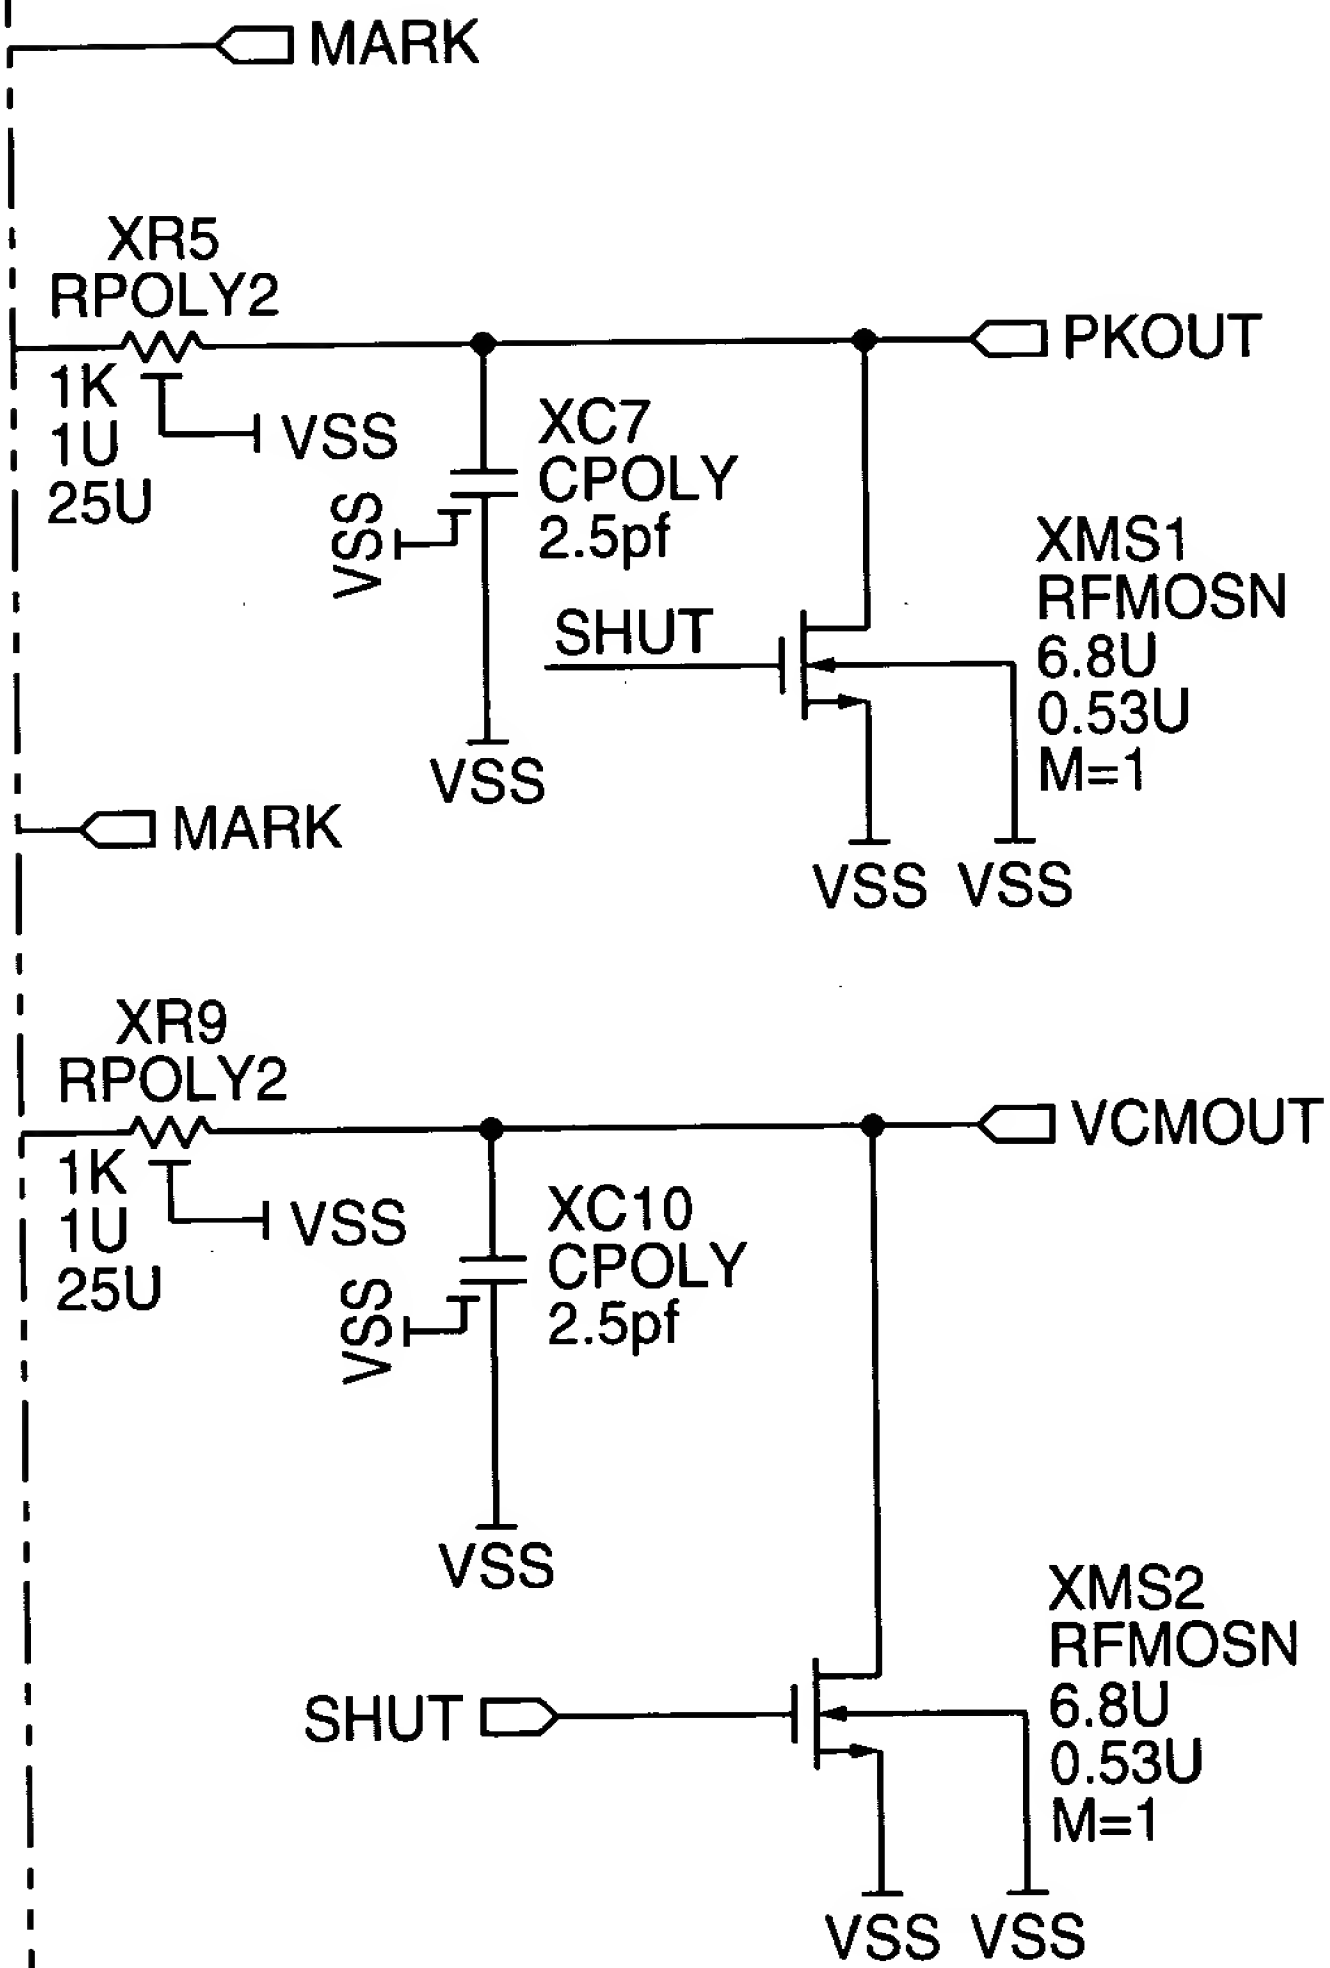 MARK
XR5
RPOLY2
1K
1U
25U
VSS
PKOUT
XC7
CPOLY
2.5pf
VSS
VSS
SHUT
XMS1
RFMOSN
6.8U
0.53U
M=1
VSS VSS
MARK
XR9
RPOLY2
1K
1U
25U
VSS
VCMOUT
XC10
CPOLY
2.5pf
VSS
VSS
SHUT
XMS2
RFMOSN
6.8U
0.53U
M=1
VSS VSS